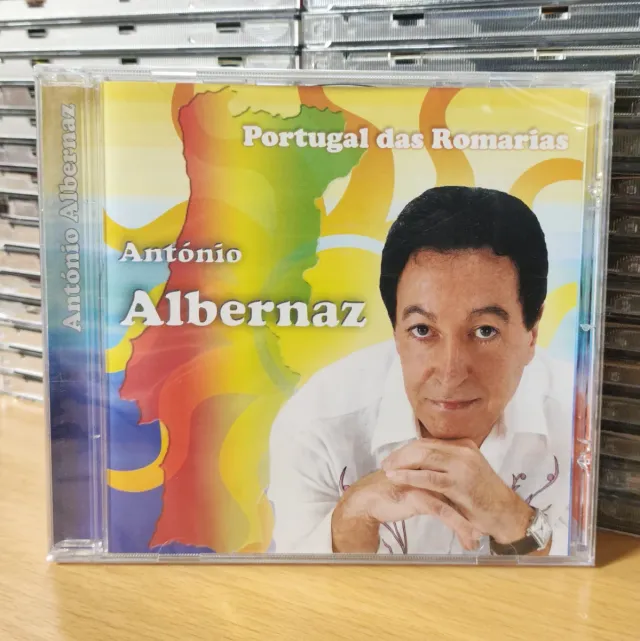 António Albernaz
Portugal das Romarias
António
Albernaz